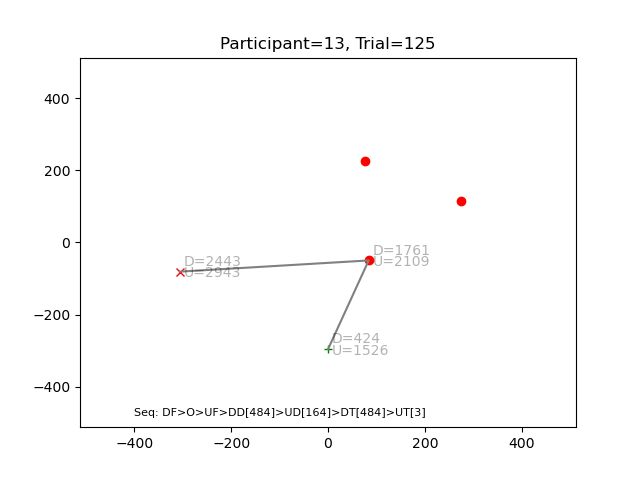 Participant=13, Trial=125
400
200
0
−200
−400
D=1761
U=2109
D=2443
U=2943
D=424
U=1526
Seq: DF>O>UF>DD[484]>UD[164]>DT[484]>UT[3]
−400
−200
0
200
400